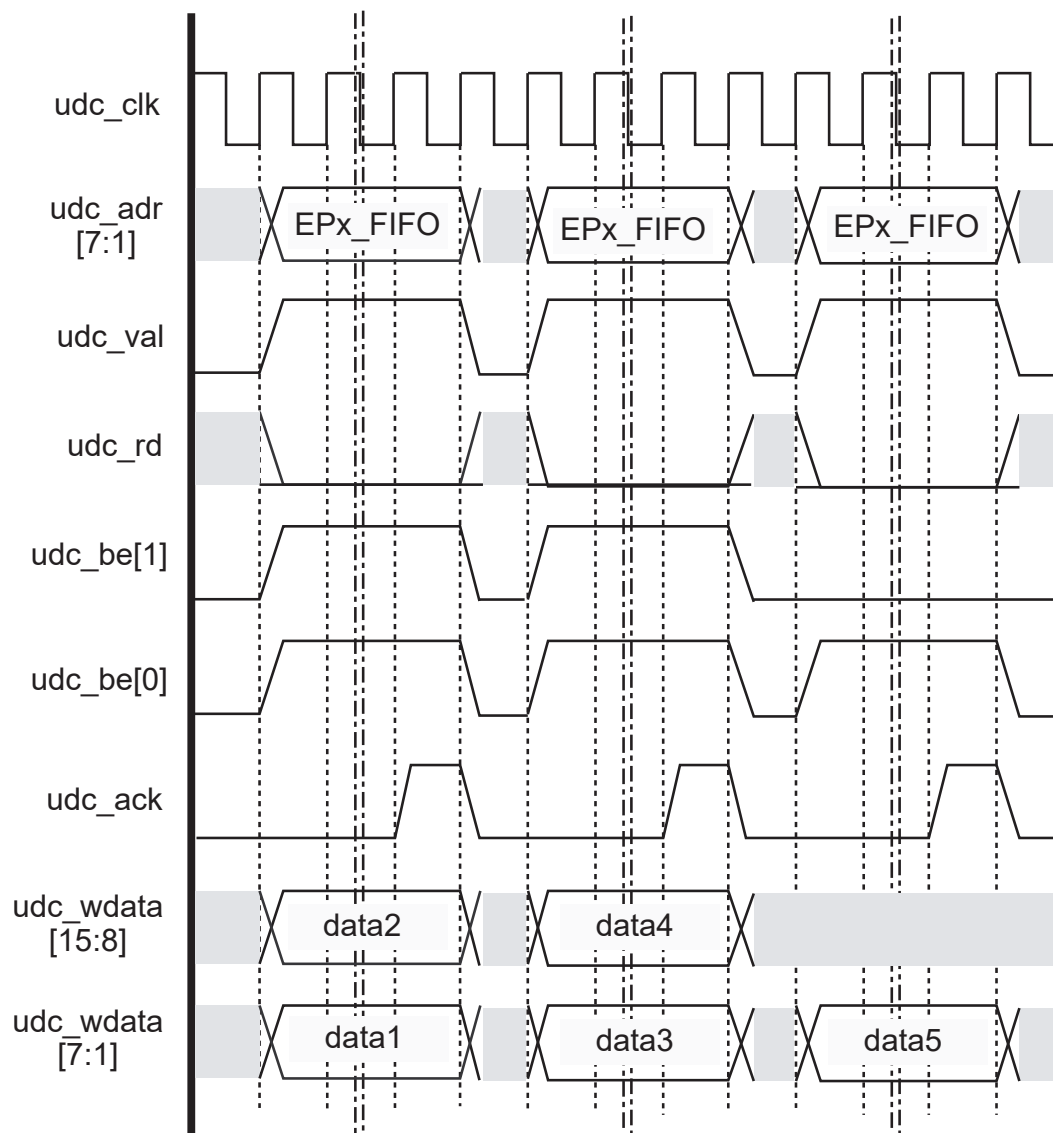 udc_clk
udc_adr
[7:1]
EPx_FIFO
EPx_FIFO
EPx_FIFO
udc_val
udc_rd
udc_be[1]
udc_be[0]
udc_ack
udc_wdata
[15:8]
data2
data4
udc_wdata
[7:1]
data1
data3
data5